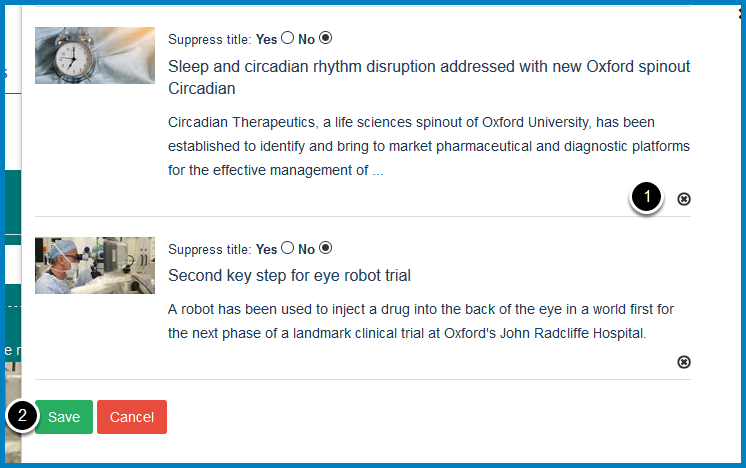 Suppress title: Yes No
Sleep and circadian rhythm disruption addressed with new Oxford spinout
Circadian
Circadian Therapeutics, a life sciences spinout of Oxford University, has been
established to identify and bring to market pharmaceutical and diagnostic platforms
for the effective management of ...
1
Suppress title: Yes No
Second key step for eye robot trial
A robot has been used to inject a drug into the back of the eye in a world first for
the next phase of a landmark clinical trial at Oxford's John Radcliffe Hospital.
2 Save Cancel